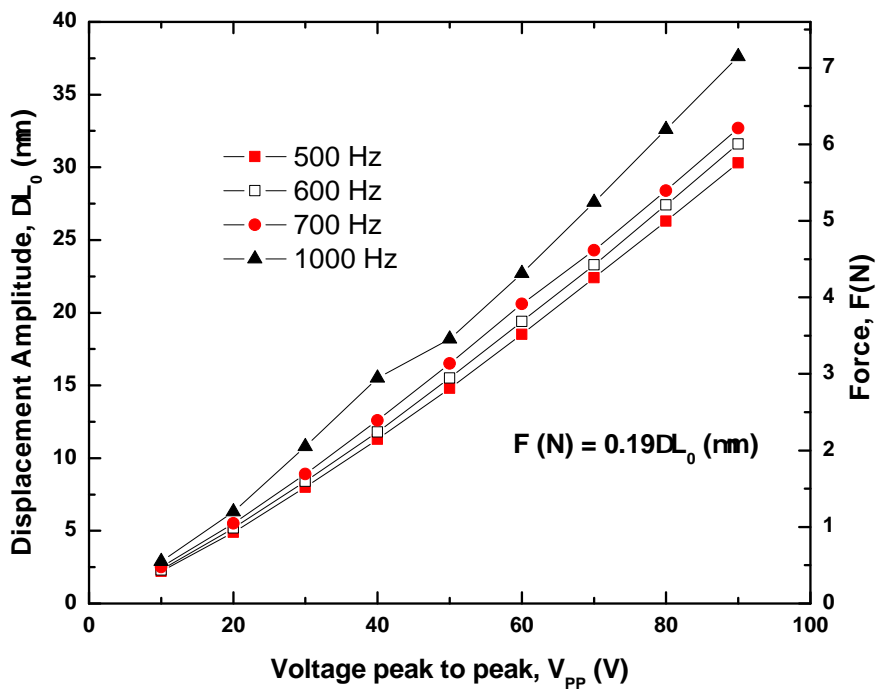 40
35
30
25
20
15
10
5
0
7
6
5
4
3
2
1
0
0 20 40 60 80 100
Displacement Amplitude, DL₀ (nm)
Force, F(N)
500 Hz
600 Hz
700 Hz
1000 Hz
F (N) = 0.19DL₀ (nm)
Voltage peak to peak, V_PP (V)